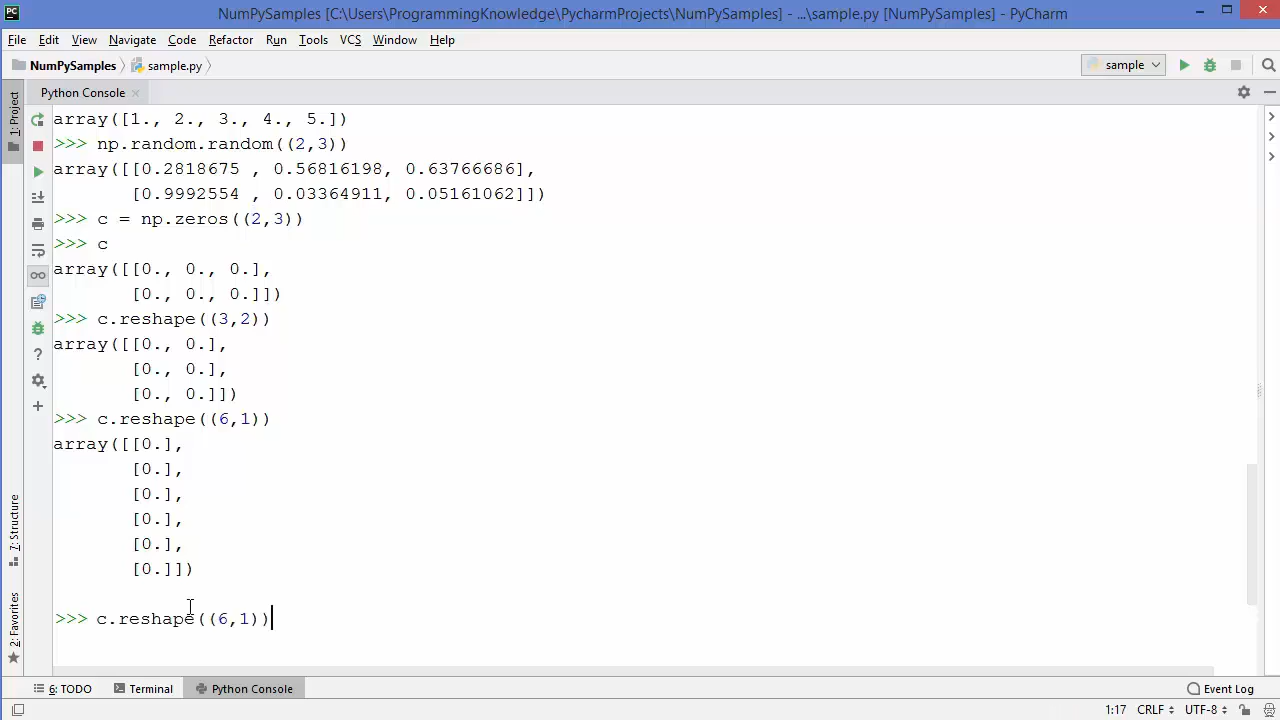 PC NumPySamples [C:\Users\ProgrammingKnowledge\PycharmProjects\NumPySamples] - ...\sample.py [NumPySamples] - PyCharm
File Edit View Navigate Code Refactor Run Tools VCS Window Help
NumPySamples sample.py sample
Python Console
1: Project
array([1., 2., 3., 4., 5.])
>>> np.random.random((2,3))
array([[0.2818675 , 0.56816198, 0.63766686],
       [0.9992554 , 0.03364911, 0.05161062]])
>>> c = np.zeros((2,3))
>>> c
array([[0., 0., 0.],
       [0., 0., 0.]])
>>> c.reshape((3,2))
array([[0., 0.],
       [0., 0.],
       [0., 0.]])
>>> c.reshape((6,1))
array([[0.],
       [0.],
       [0.],
       [0.],
       [0.],
       [0.]])
>>> c.reshape((6,1))
7: Structure
2: Favorites
6: TODO Terminal Python Console Event Log
1:17 CRLF UTF-8